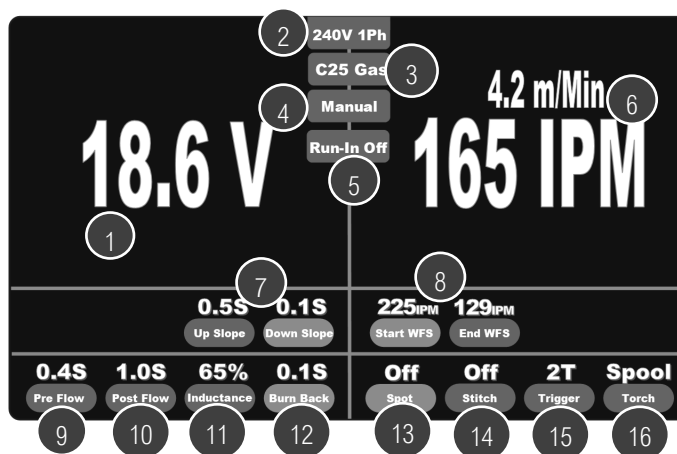 2
240V 1Ph
C25 Gas
3
4.2 m/Min
6
4
Manual
18.6 V
165 IPM
Run-In Off
5
1
7
8
0.5S
0.1S
225IPM
129IPM
Up Slope
Down Slope
Start WFS
End WFS
0.4S
1.0S
65%
0.1S
Off
Off
2T
Spool
Pre Flow
Post Flow
Inductance
Burn Back
Spot
Stitch
Trigger
Torch
9
10
11
12
13
14
15
16